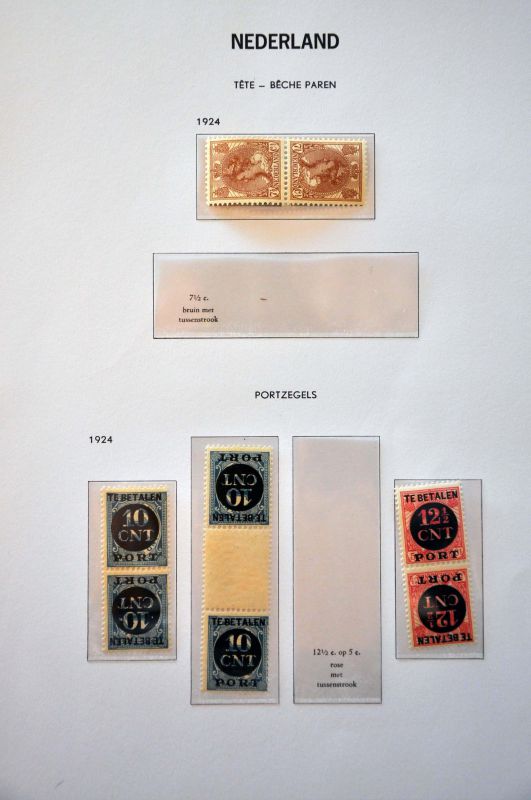 NEDERLAND
TÊTE – BÊCHE PAREN
1924
7½ c.
bruin met
tussenstrook
PORTZEGELS
1924
TE BETALEN
10
CNT
PORT
PORT
CNT
10
TE BETALEN
PORT
CNT
10
TE BETALEN
TE BETALEN
10
CNT
PORT
12½ c. op 5 c.
rose
met
tussenstrook
TE BETALEN
12½
CNT
PORT
PORT
CNT
12½
TE BETALEN